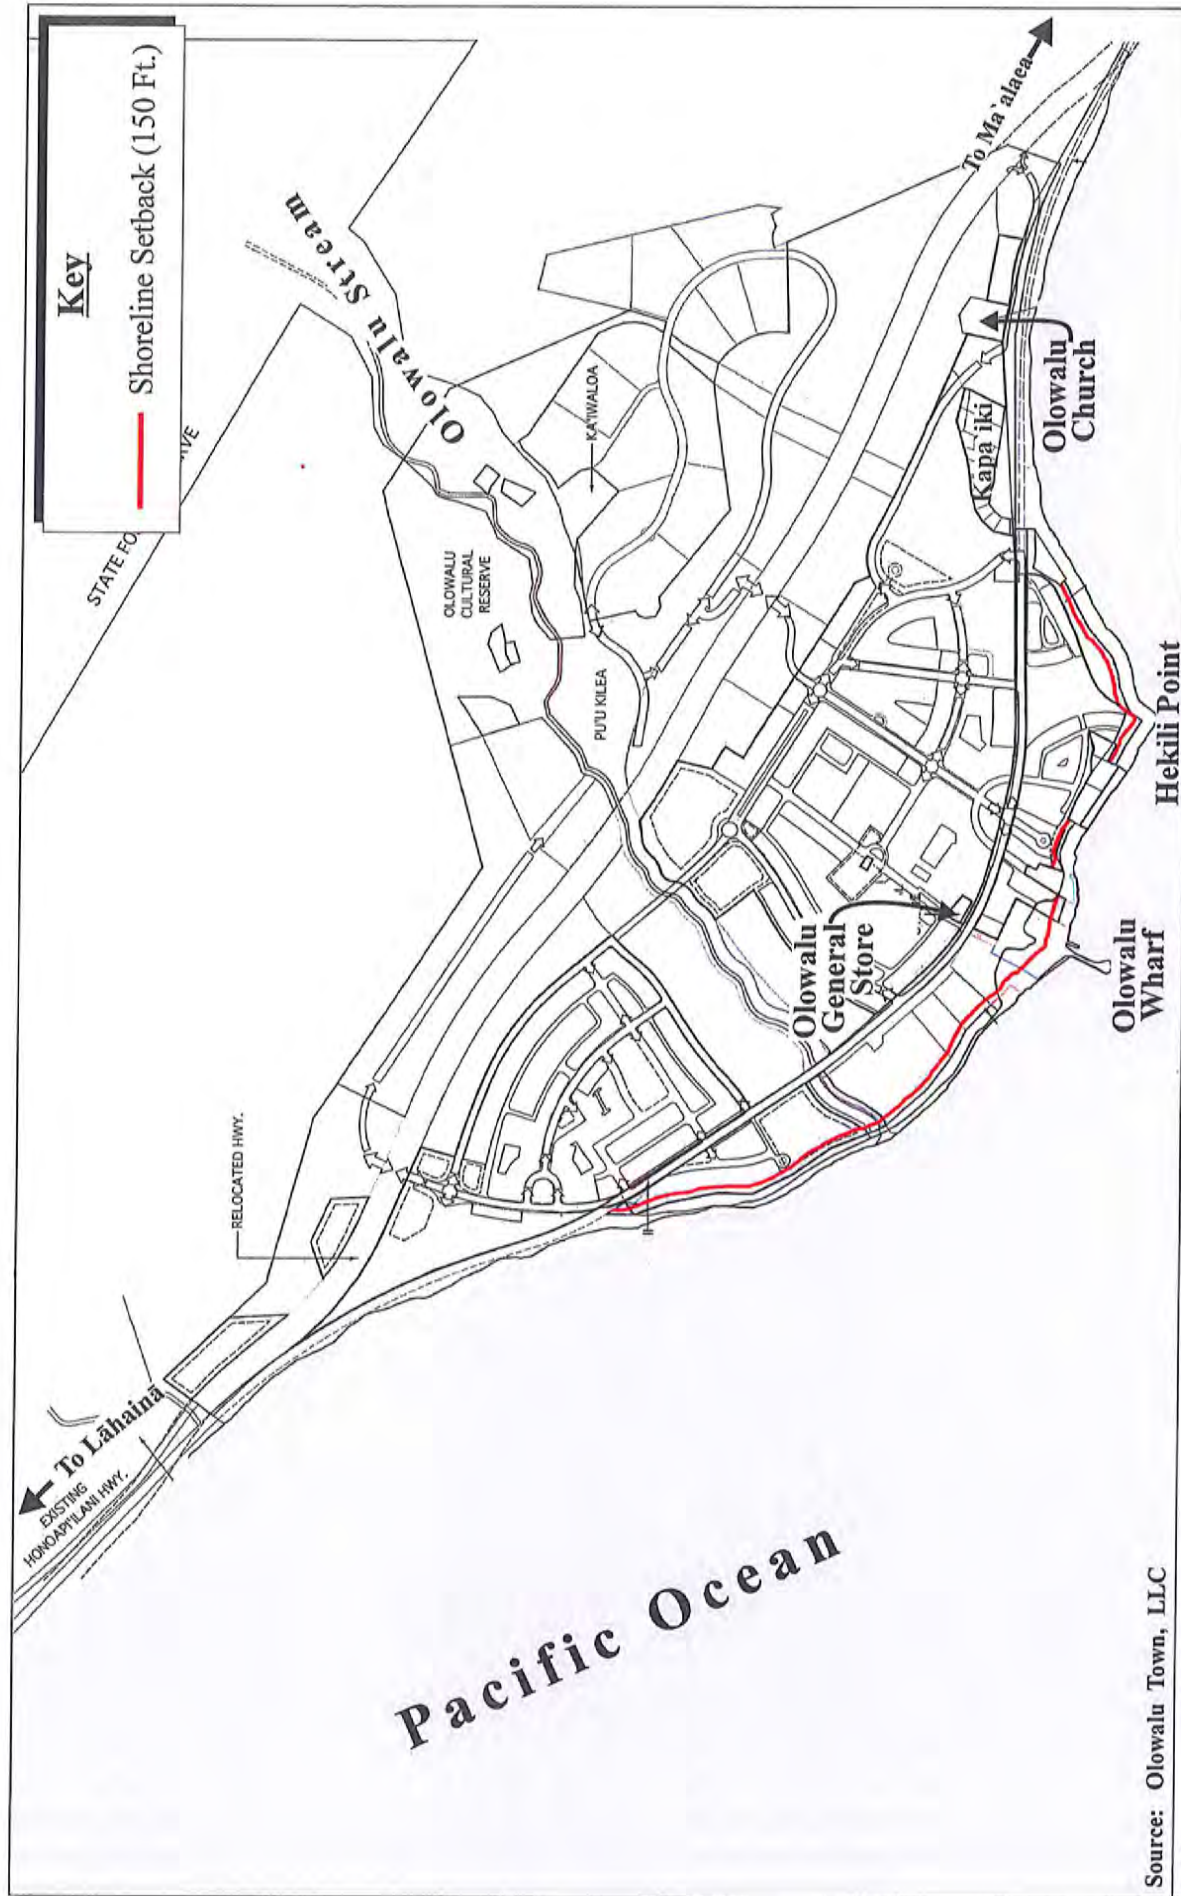 Key
Shoreline Setback (150 Ft.)
STATE FO
RVE
Olowalu Stream
To Ma`alaea
OLOWALU
CULTURAL
RESERVE
KA'IWALOA
PU'U KILEA
Kapa`iki
Olowalu
Church
Hekili Point
Olowalu
General
Store
Olowalu
Wharf
RELOCATED HWY.
To Lāhainā
EXISTING
HONOAPI'ILANI HWY.
Pacific Ocean
Source: Olowalu Town, LLC